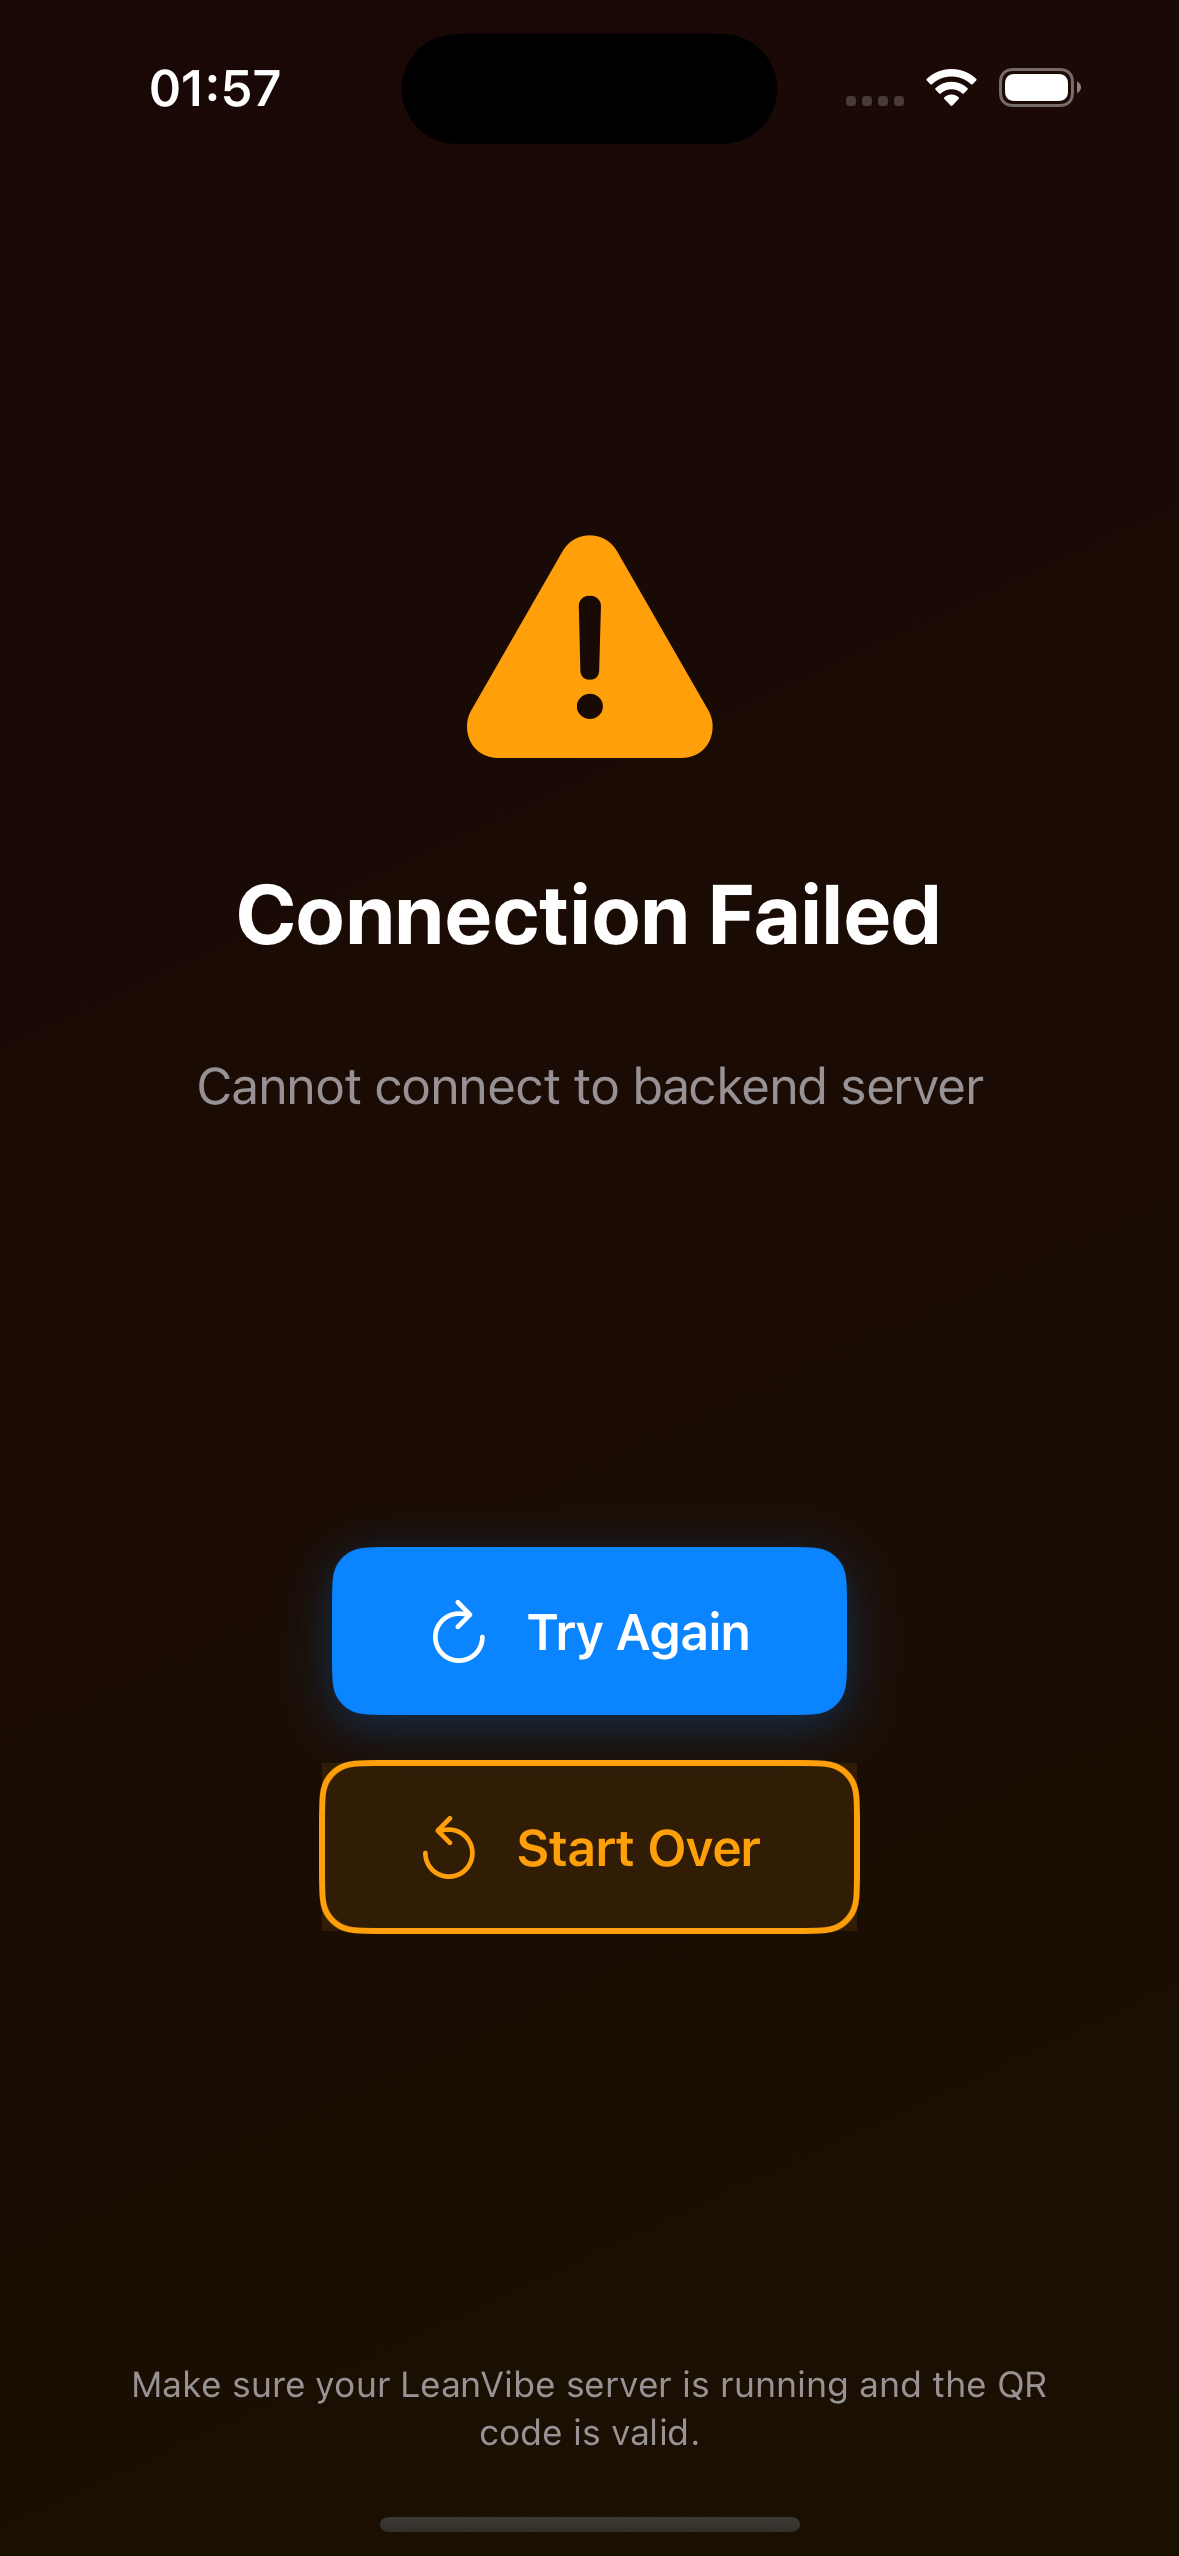 01:57
Connection Failed
Cannot connect to backend server
Try Again
Start Over
Make sure your LeanVibe server is running and the QR
code is valid.